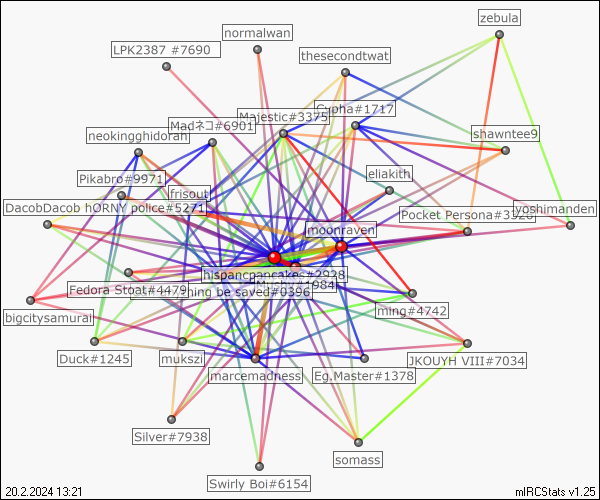 zebula
normalwan
LPK2387 #7690
thesecondtwat
Majestic#3375
Cypha#1717
Madネコ#6901
neokingghidorah
shawntee9
eliakith
Pikabro#9971
frisout
DacobDacob hORNY police#5271
Pocket Persona#3528
yoshimanden
moonraven
hispancpancakes#2938
Fedora Stoat#4479
be saved#0396
ming#4742
bigcitysamurai
Duck#1245
mukszi
JKOUYH VIII#7034
marcemadness
Eg.Master#1378
Silver#7938
somass
Swirly Boi#6154
20.2.2024 13:21
mIRCStats v1.25